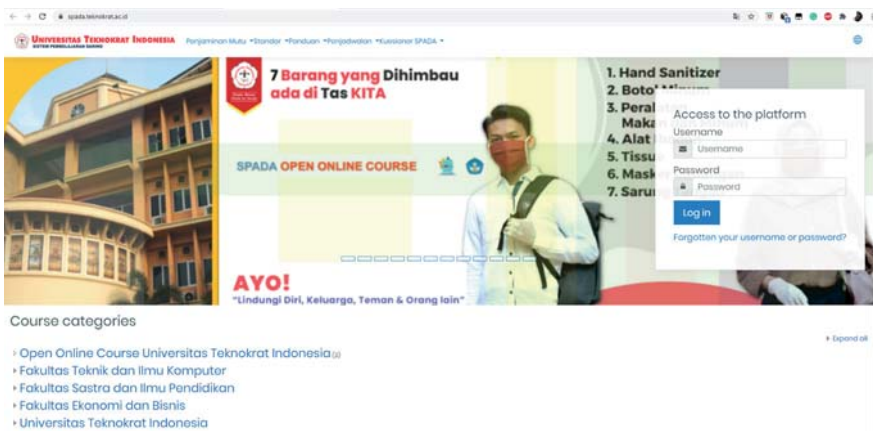 spada.teknokrat.ac.id
UNIVERSITAS TEKNOKRAT INDONESIA
SISTEM PEMBELAJARAN DARING
Penjaminan Mutu Standar Panduan Penjadwalan Kuesioner SPADA
7 Barang yang Dihimbau
ada di Tas KITA
SPADA OPEN ONLINE COURSE
AYO!
"Lindungi Diri, Keluarga, Teman & Orang lain"
1. Hand Sanitizer
2. Botol Minum
3. Peralatan
Makan
4. Alat
5. Tissue
6. Masker
7. Sarung
Access to the platform
Username
Username
Password
Password
Log in
Forgotten your username or password?
Course categories
Expand all
Open Online Course Universitas Teknokrat Indonesia (2)
Fakultas Teknik dan Ilmu Komputer
Fakultas Sastra dan Ilmu Pendidikan
Fakultas Ekonomi dan Bisnis
Universitas Teknokrat Indonesia